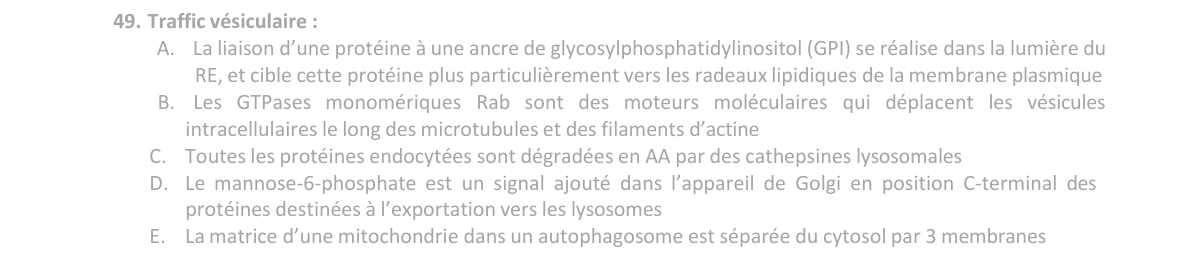 49. Traffic vésiculaire :
A. La liaison d’une protéine à une ancre de glycosylphosphatidylinositol (GPI) se réalise dans la lumière du
RE, et cible cette protéine plus particulièrement vers les radeaux lipidiques de la membrane plasmique
B. Les GTPases monomériques Rab sont des moteurs moléculaires qui déplacent les vésicules
intracellulaires le long des microtubules et des filaments d’actine
C. Toutes les protéines endocytées sont dégradées en AA par des cathepsines lysosomales
D. Le mannose-6-phosphate est un signal ajouté dans l’appareil de Golgi en position C-terminal des
protéines destinées à l’exportation vers les lysosomes
E. La matrice d’une mitochondrie dans un autophagosome est séparée du cytosol par 3 membranes